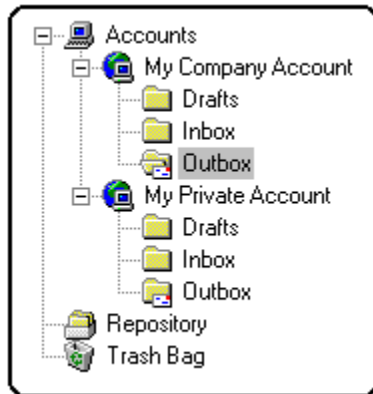 Accounts
My Company Account
Drafts
Inbox
Outbox
My Private Account
Drafts
Inbox
Outbox
Repository
Trash Bag